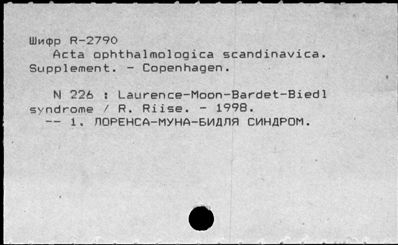 Шифр R-2790
Acta ophthalmologica scandinavica.
Supplement. - Copenhagen.
N 226 : Laurence-Moon-Bardet-Biedl
syndrome / R. Riise. - 1998.
-- 1. ЛОРЕНСА-МУНА-БИДЛЯ СИНДРОМ.